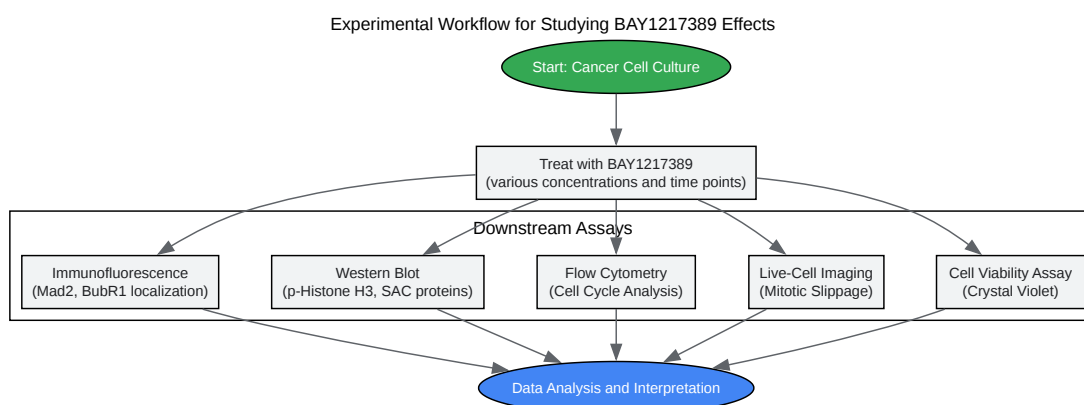 Experimental Workflow for Studying BAY1217389 Effects
Start: Cancer Cell Culture
Treat with BAY1217389
(various concentrations and time points)
Downstream Assays
Immunofluorescence
(Mad2, BubR1 localization)
Western Blot
(p-Histone H3, SAC proteins)
Flow Cytometry
(Cell Cycle Analysis)
Live-Cell Imaging
(Mitotic Slippage)
Cell Viability Assay
(Crystal Violet)
Data Analysis and Interpretation